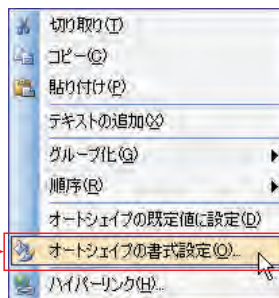 切り取り(T)
コピー(C)
貼り付け(P)
テキストの追加(X)
グループ化(G)
順序(R)
オートシェイプの既定値に設定(D)
オートシェイプの書式設定(O)...
ハイパーリンク(H)...